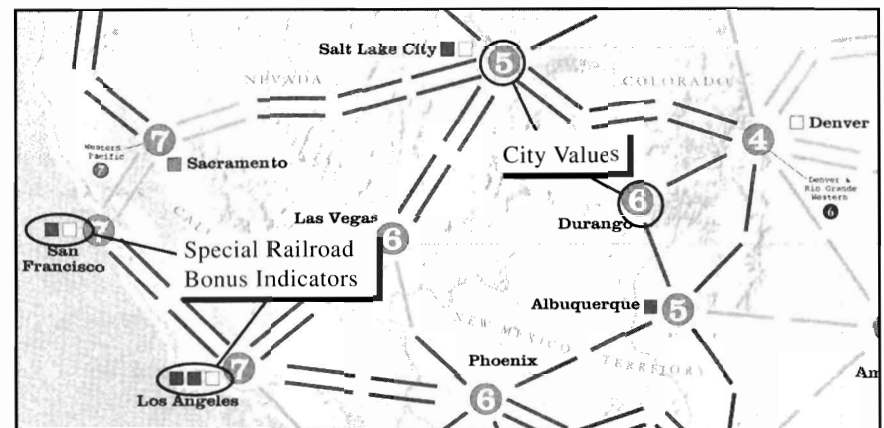 Salt Lake City
5
NEVADA
COLORADO
7
Western
Pacific
7
Sacramento
4
Denver
City Values
Denver &
Rio Grande
Western
6
6
Durango
Las Vegas
6
7
San
Francisco
Special Railroad
Bonus Indicators
Albuquerque
5
NEW MEXICO
TERRITORY
7
Los Angeles
Phoenix
6
Am